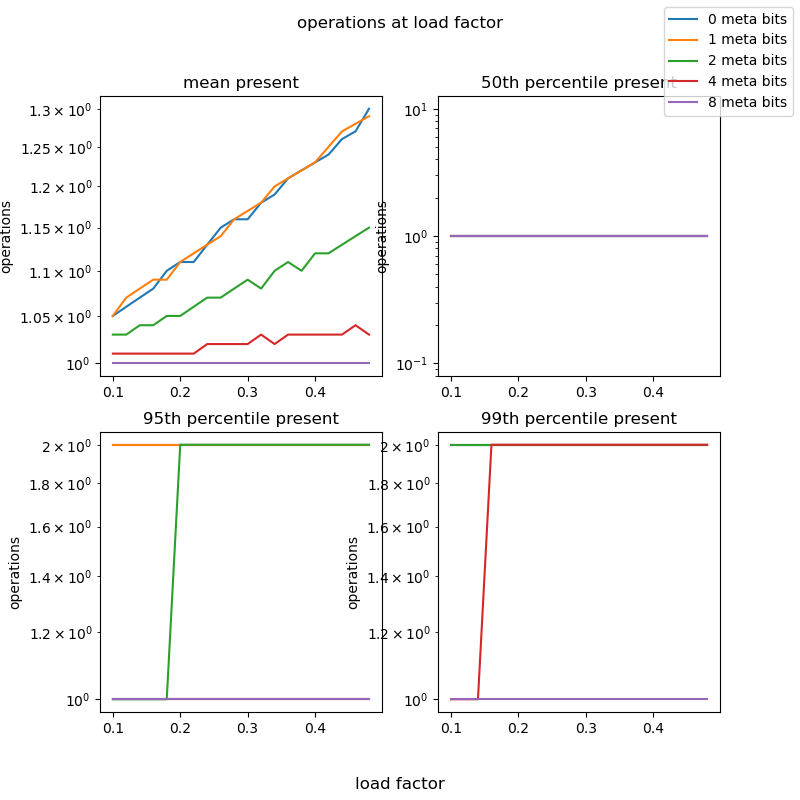 operations at load factor
0 meta bits
1 meta bits
2 meta bits
4 meta bits
8 meta bits
mean present
operations
1.3 × 10⁰
1.25 × 10⁰
1.2 × 10⁰
1.15 × 10⁰
1.1 × 10⁰
1.05 × 10⁰
10⁰
0.1 0.2 0.3 0.4
50th percentile present
operations
10¹
10⁰
10⁻¹
0.1 0.2 0.3 0.4
95th percentile present
operations
2 × 10⁰
1.8 × 10⁰
1.6 × 10⁰
1.4 × 10⁰
1.2 × 10⁰
10⁰
0.1 0.2 0.3 0.4
99th percentile present
operations
2 × 10⁰
1.8 × 10⁰
1.6 × 10⁰
1.4 × 10⁰
1.2 × 10⁰
10⁰
0.1 0.2 0.3 0.4
load factor